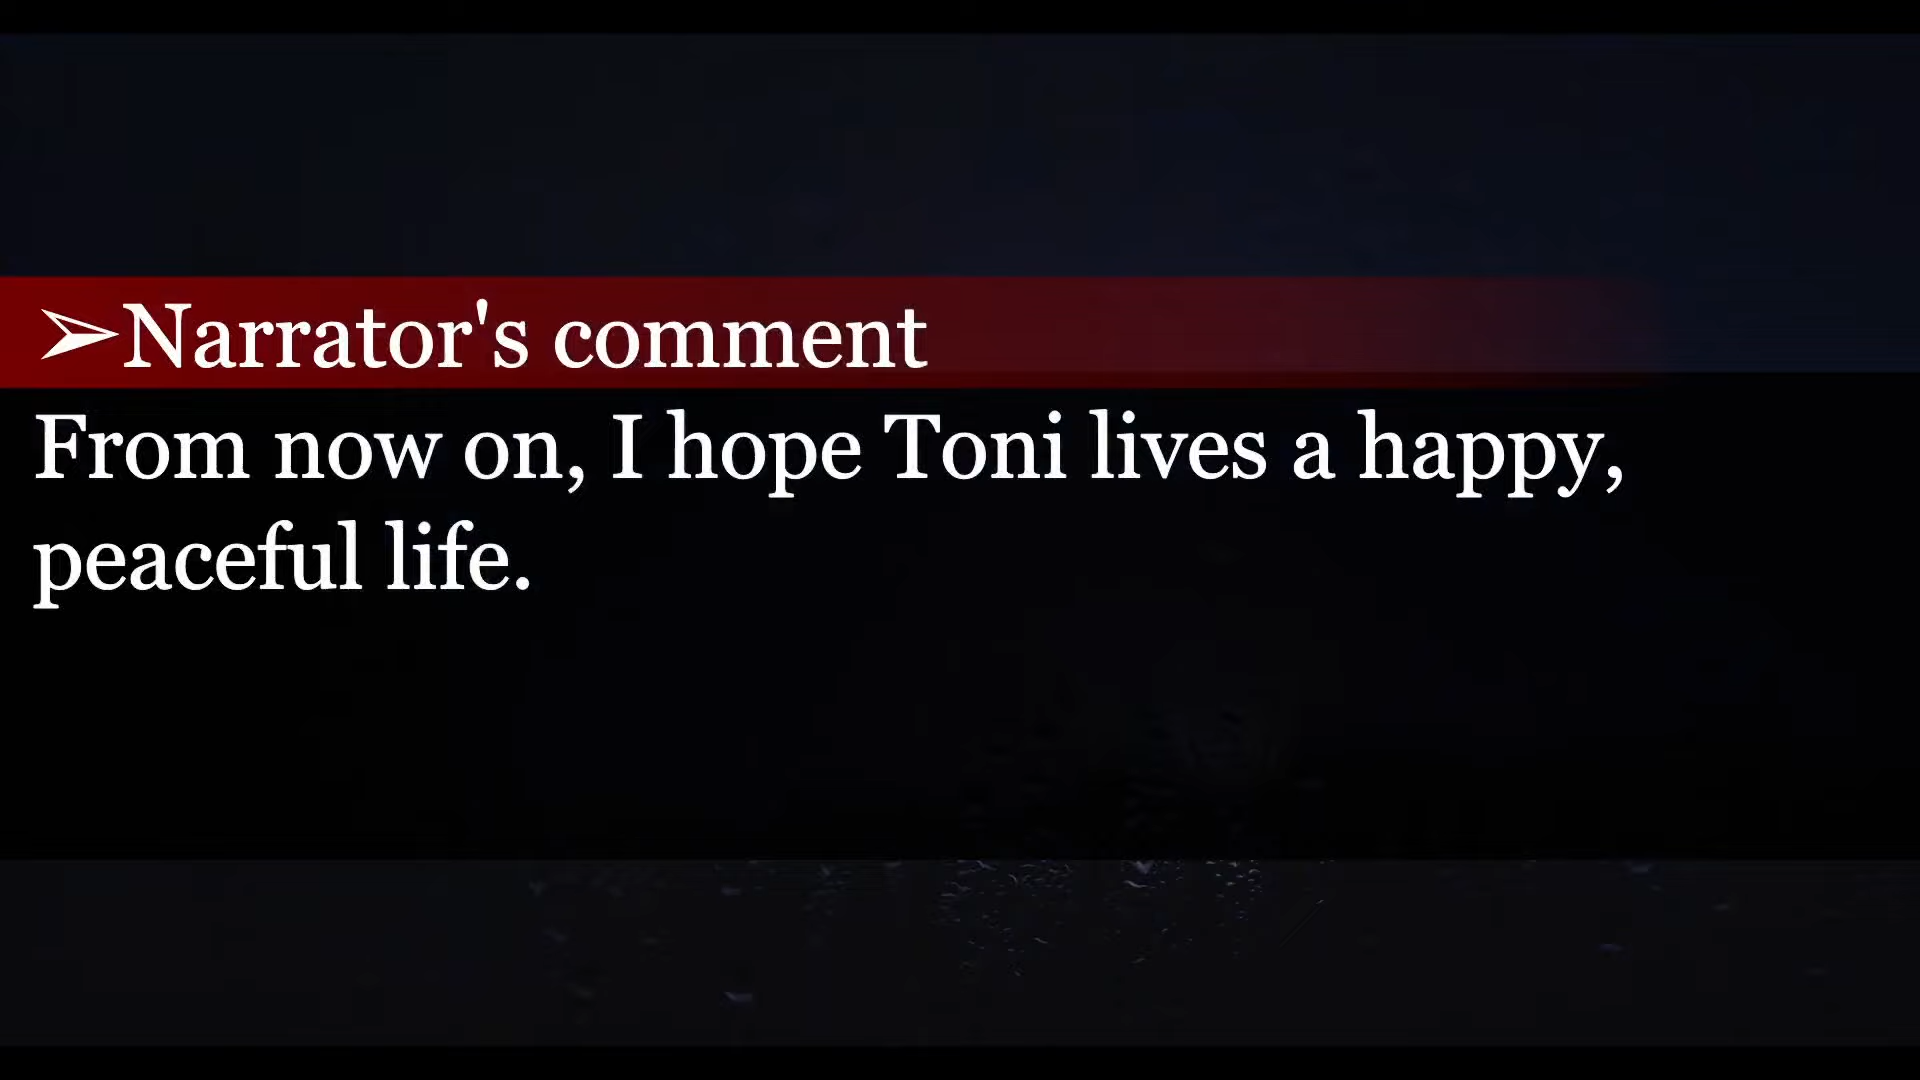 ➢Narrator's comment
From now on, I hope Toni lives a happy,
peaceful life.